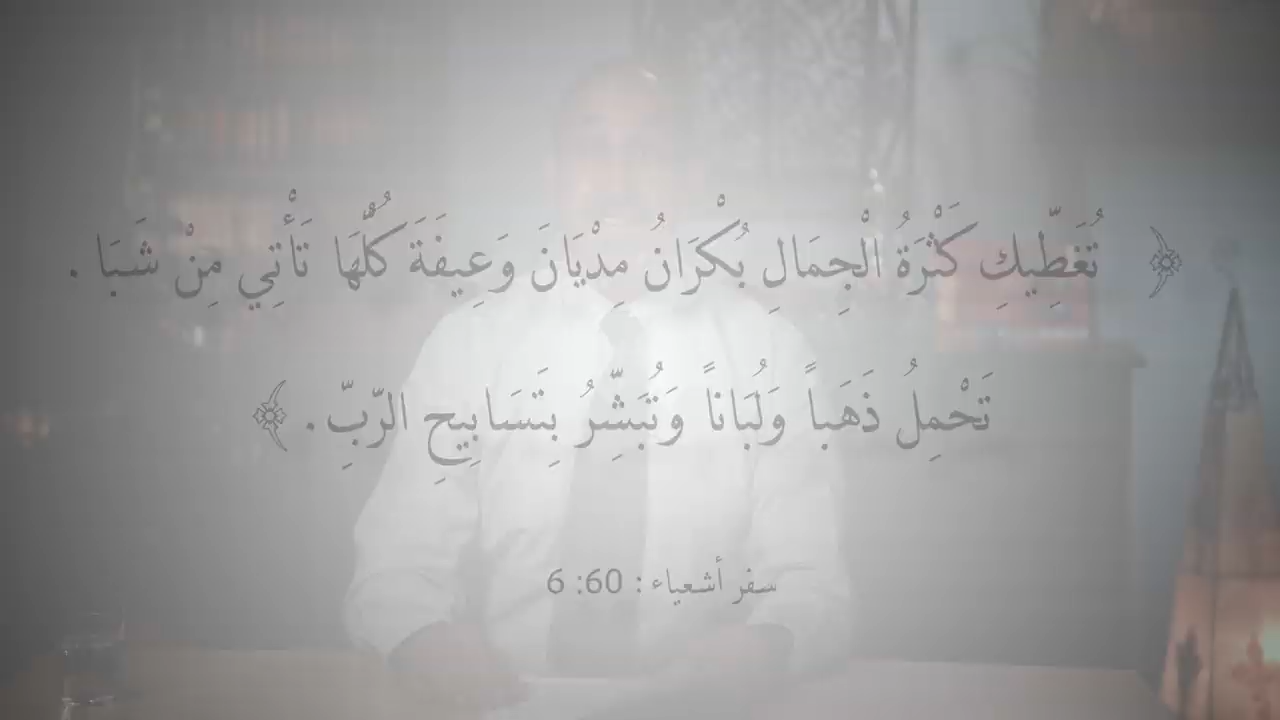 ﴿ تُغَطِّيكِ كَثْرَةُ الْجِمَالِ بُكْرَانُ مِدْيَانَ وَعِيفَةَ كُلُّهَا تَأْتِي مِنْ شَبَا .
تَحْمِلُ ذَهَباً وَلُبَاناً وَتُبَشِّرُ بِتَسَابِيحِ الرَّبِّ . ﴾
سفر أشعياء : 60: 6